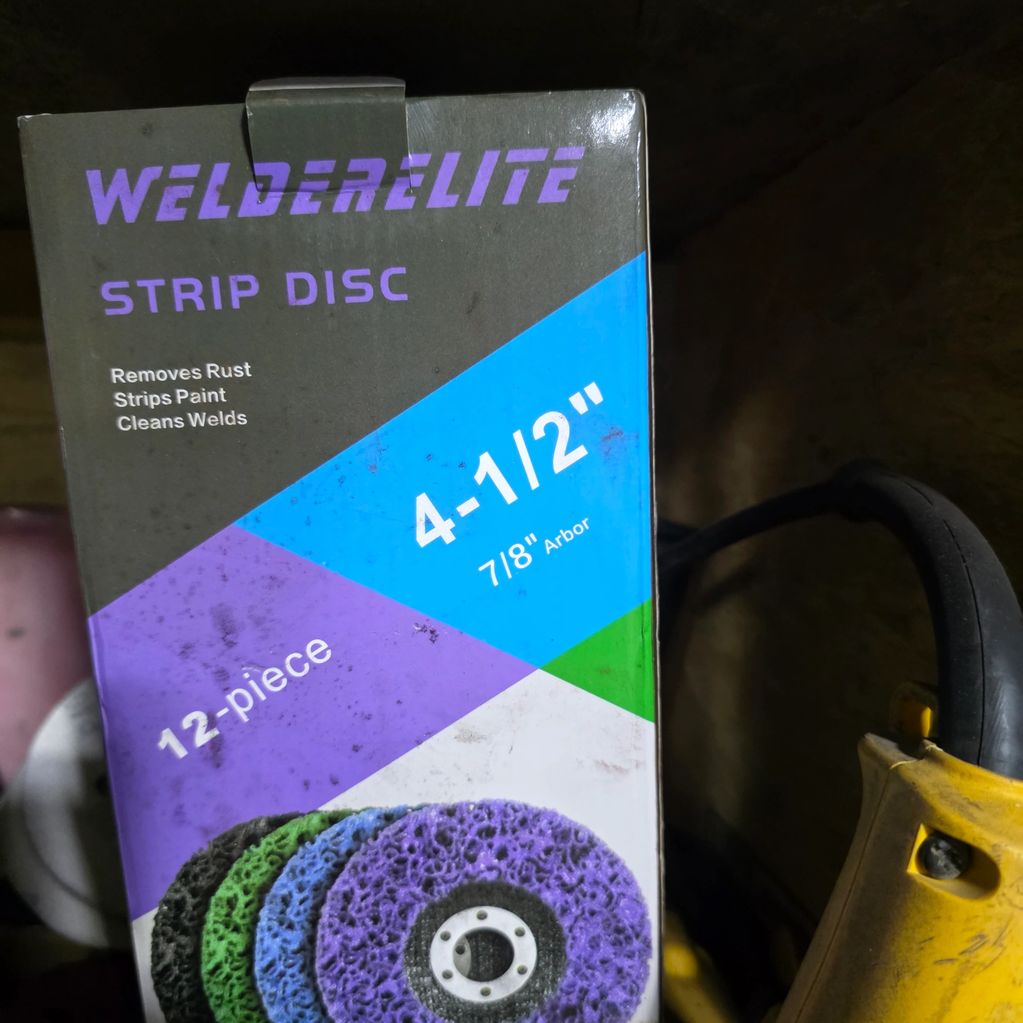 WELDERELITE
STRIP DISC
Removes Rust
Strips Paint
Cleans Welds
4-1/2"
7/8" Arbor
12-piece